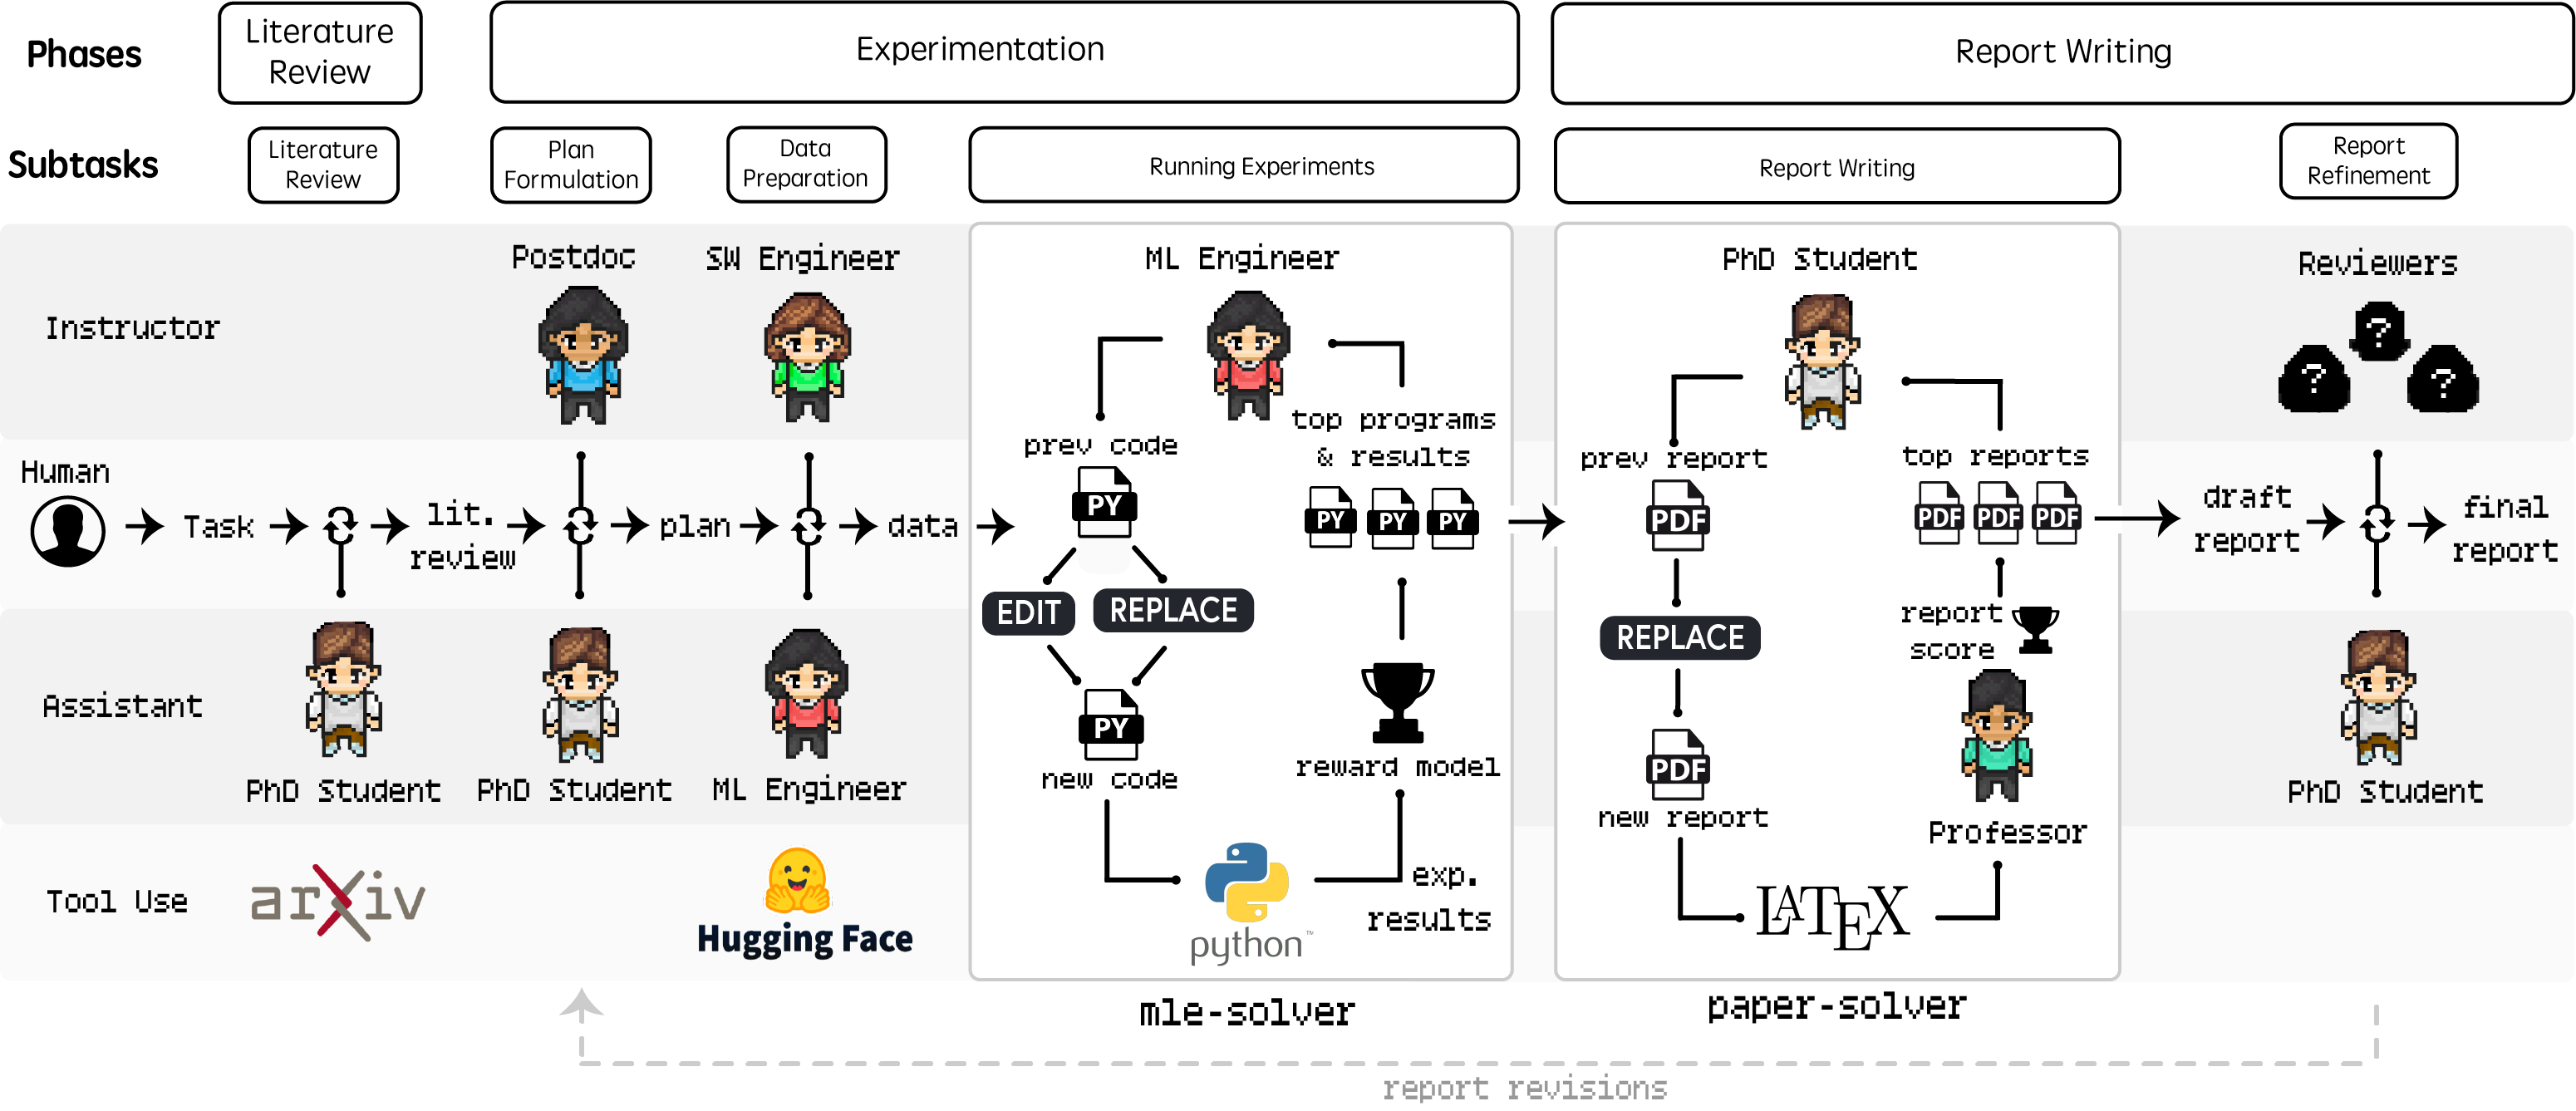 Phases
Literature
Review
Experimentation
Report Writing
Subtasks
Literature
Review
Plan
Formulation
Data
Preparation
Running Experiments
Report Writing
Report
Refinement
Instructor
Postdoc
SW Engineer
ML Engineer
PhD Student
Reviewers
? ? ?
prev code
top programs
& results
prev report
top reports
Human
Task
lit.
review
plan
data
PY
PY PY PY
PDF
PDF PDF PDF
draft
report
final
report
EDIT
REPLACE
REPLACE
report
score
Assistant
PhD Student
PhD Student
ML Engineer
PY
new code
reward model
PDF
new report
Professor
PhD Student
Tool Use
arXiv
Hugging Face
python™
exp.
results
LATEX
mle-solver
paper-solver
report revisions